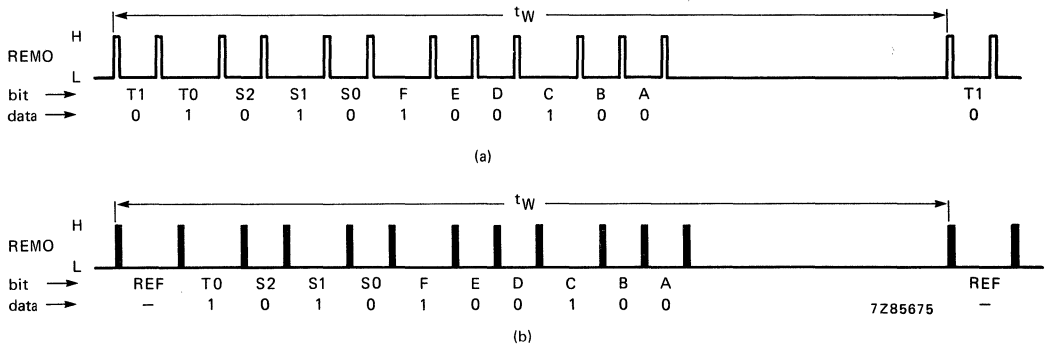 tW
H
REMO
L
bit → T1 T0 S2 S1 S0 F E D C B A T1
data → 0 1 0 1 0 1 0 0 1 0 0 0
(a)
tW
H
REMO
L
bit → REF T0 S2 S1 S0 F E D C B A REF
data → – 1 0 1 0 1 0 0 1 0 0 –
7Z85675
(b)